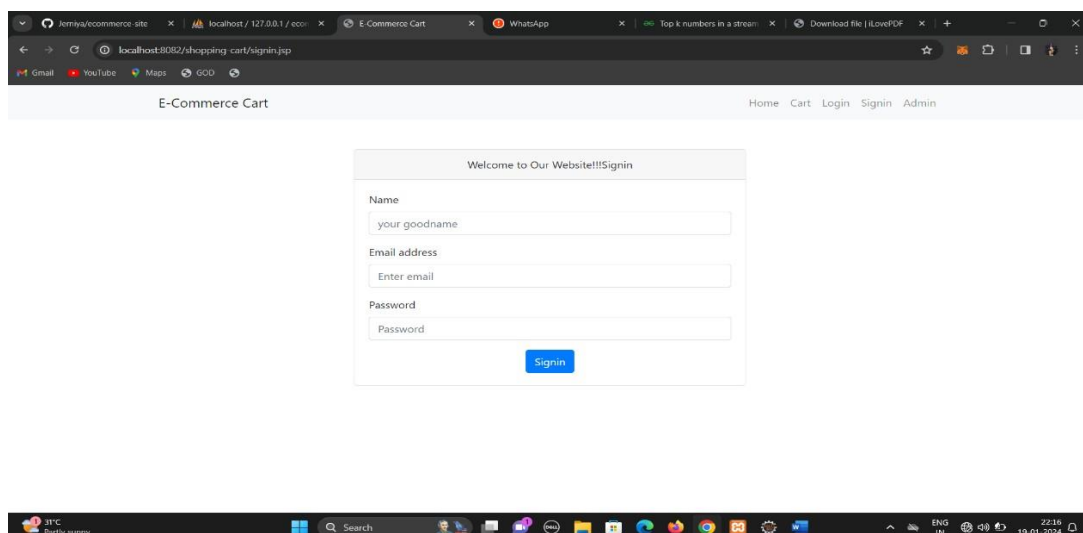 Jerniya/ecommerce-site
localhost / 127.0.0.1 / ecor
E-Commerce Cart
WhatsApp
Top k numbers in a stream
Download file | iLovePDF
localhost:8082/shopping-cart/signin.jsp
Gmail YouTube Maps GOD
E-Commerce Cart
Home Cart Login Signin Admin
Welcome to Our Website!!!Signin
Name
your goodname
Email address
Enter email
Password
Password
Signin
31°C
Partly sunny
Search
ENG
IN
22:16
19-01-2024